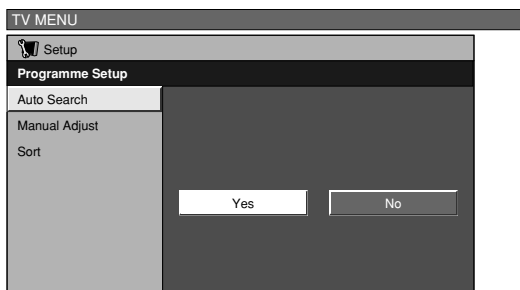 TV MENU
Setup
Programme Setup
Auto Search
Manual Adjust
Sort
Yes No